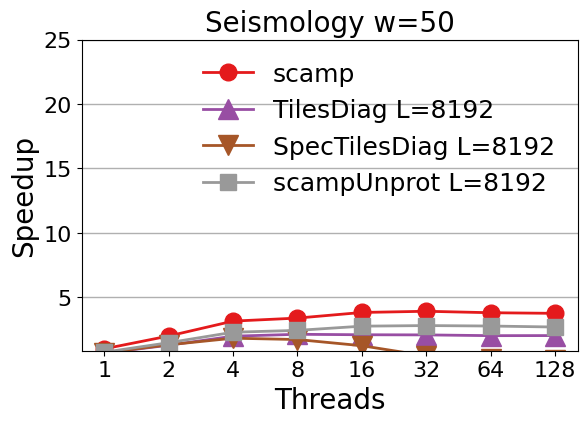 Seismology w=50
25
20
15
10
5
Speedup
scamp
TilesDiag L=8192
SpecTilesDiag L=8192
scampUnprot L=8192
1 2 4 8 16 32 64 128
Threads